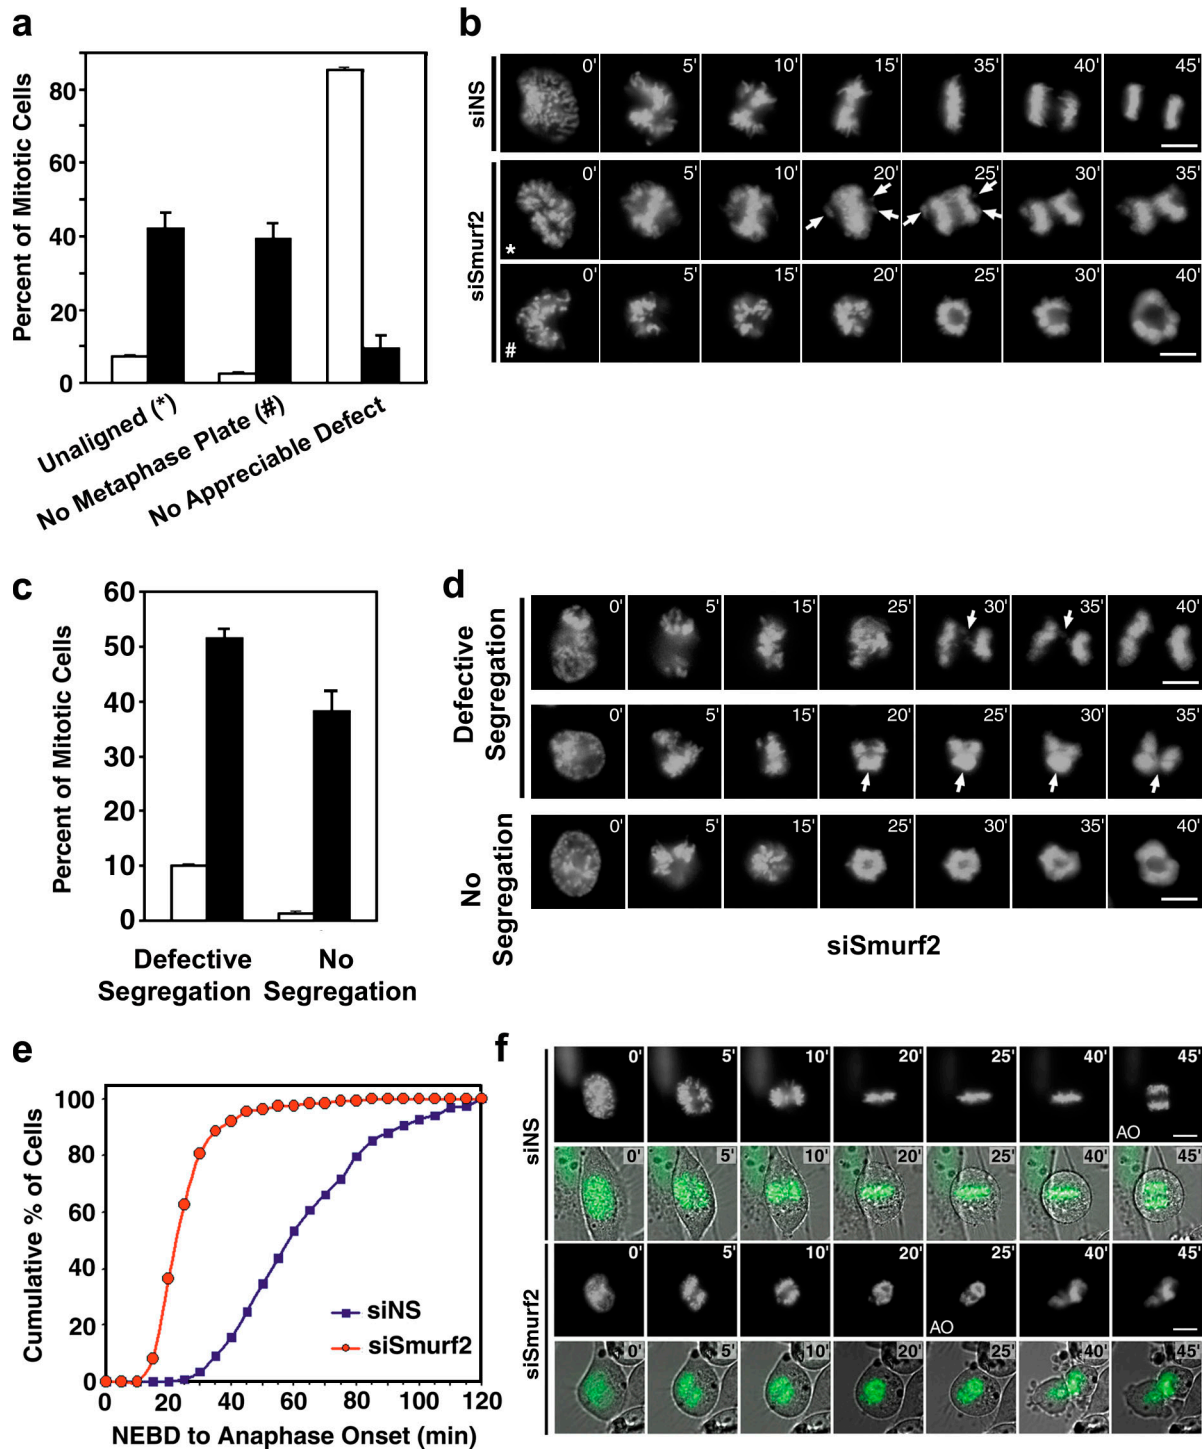 a
Percent of Mitotic Cells
80
60
40
20
0
Unaligned (*)
No Metaphase Plate (#)
No Appreciable Defect
b
siNS
0' 5' 10' 15' 35' 40' 45'
siSmurf2
0' 5' 10' 20' 25' 30' 35'
*
0' 5' 10' 20' 25' 30' 40'
#
c
Percent of Mitotic Cells
60
50
40
30
20
10
0
Defective Segregation
No Segregation
d
Defective Segregation
0' 5' 15' 25' 30' 35' 40'
0' 5' 15' 20' 25' 30' 35'
No Segregation
0' 5' 15' 25' 30' 35' 40'
siSmurf2
e
Cumulative % of Cells
100
80
60
40
20
0
siNS
siSmurf2
0 20 40 60 80 100 120
NEBD to Anaphase Onset (min)
f
siNS
0' 5' 10' 20' 25' 40' 45'
AO
0' 5' 10' 20' 25' 40' 45'
siSmurf2
0' 5' 10' 20' 25' 40' 45'
AO
0' 5' 10' 20' 25' 40' 45'